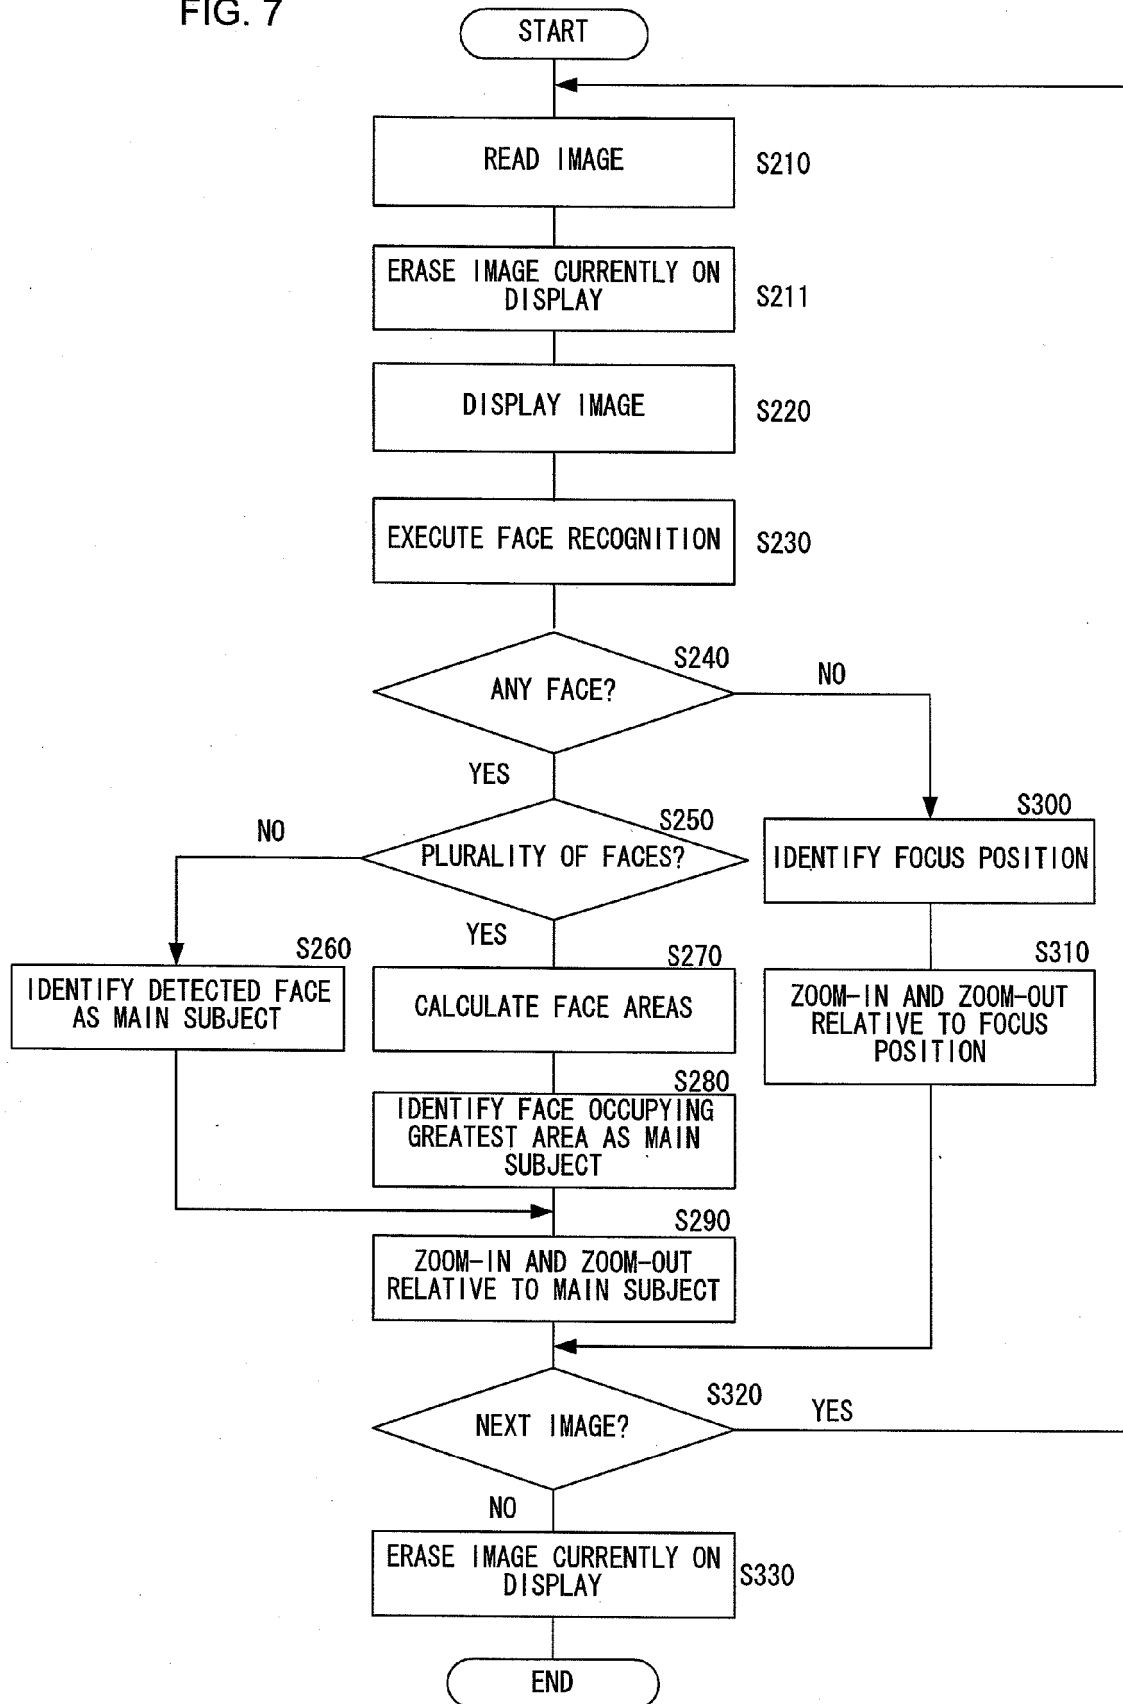 FIG. 7
START
READ IMAGE
S210
ERASE IMAGE CURRENTLY ON
DISPLAY
S211
DISPLAY IMAGE
S220
EXECUTE FACE RECOGNITION
S230
S240
ANY FACE?
NO
YES
S250
PLURALITY OF FACES?
NO
YES
S300
IDENTIFY FOCUS POSITION
S260
IDENTIFY DETECTED FACE
AS MAIN SUBJECT
S270
CALCULATE FACE AREAS
S310
ZOOM-IN AND ZOOM-OUT
RELATIVE TO FOCUS
POSITION
S280
IDENTIFY FACE OCCUPYING
GREATEST AREA AS MAIN
SUBJECT
S290
ZOOM-IN AND ZOOM-OUT
RELATIVE TO MAIN SUBJECT
S320
NEXT IMAGE?
YES
NO
ERASE IMAGE CURRENTLY ON
DISPLAY
S330
END